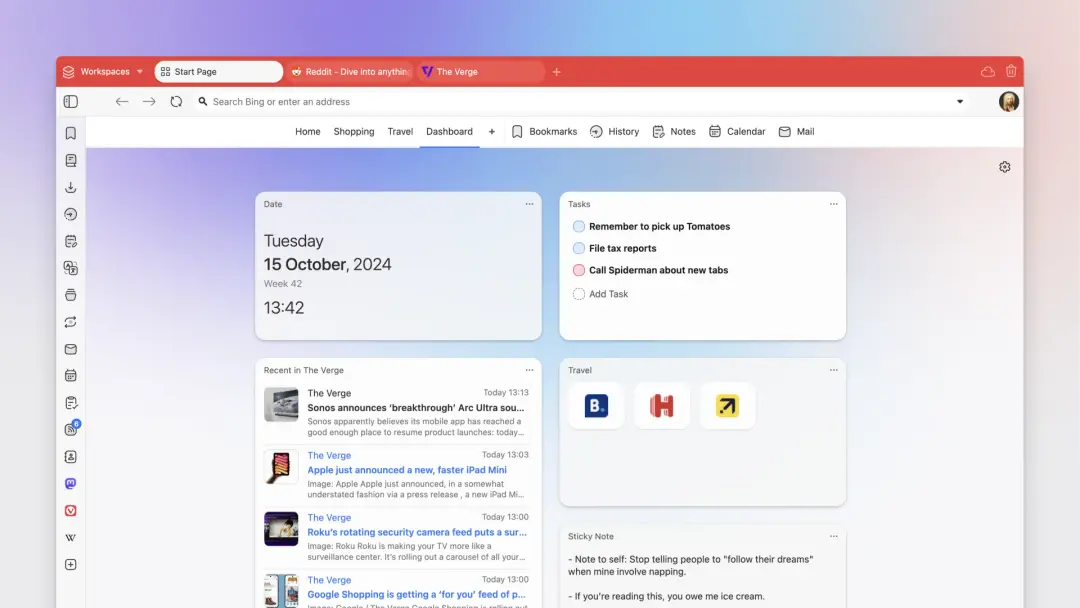 Workspaces
Start Page
Reddit - Dive into anything
The Verge
Search Bing or enter an address
Home
Shopping
Travel
Dashboard
Bookmarks
History
Notes
Calendar
Mail
Date
Tuesday
15 October, 2024
Week 42
13:42
Tasks
Remember to pick up Tomatoes
File tax reports
Call Spiderman about new tabs
Add Task
Recent in The Verge
The Verge Today 13:13
Sonos announces ‘breakthrough’ Arc Ultra sou...
Sonos apparently believes its mobile app has reached a
good enough place to resume product launches: today...
The Verge Today 13:03
Apple just announced a new, faster iPad Mini
Image: Apple Apple just announced, in a somewhat
understated fashion via a press release , a new iPad Mi...
The Verge Today 13:00
Roku’s rotating security camera feed puts a sur...
Image: Roku Roku is making your TV more like a
surveillance center. It’s rolling out a carousel of all your...
The Verge Today 13:00
Google Shopping is getting a ‘for you’ feed of p...
Travel
B.
H
Sticky Note
- Note to self: Stop telling people to "follow their dreams"
when mine involve napping.
- If you're reading this, you owe me ice cream.
6
W